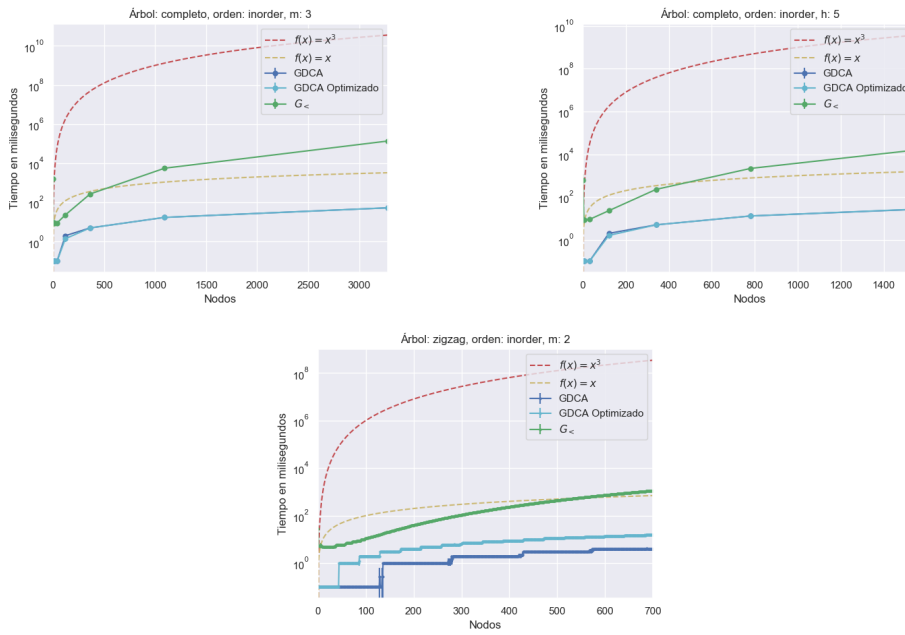 Árbol: completo, orden: inorder, m: 3
f(x) = x³
f(x) = x
GDCA
GDCA Optimizado
G<
10¹⁰
10⁸
10⁶
10⁴
10²
10⁰
Tiempo en milisegundos
0 500 1000 1500 2000 2500 3000
Nodos
Árbol: completo, orden: inorder, h: 5
f(x) = x³
f(x) = x
GDCA
GDCA Optimizado
G<
10¹⁰
10⁸
10⁶
10⁴
10²
10⁰
Tiempo en milisegundos
0 200 400 600 800 1000 1200 1400
Nodos
Árbol: zigzag, orden: inorder, m: 2
f(x) = x³
f(x) = x
GDCA
GDCA Optimizado
G<
10⁸
10⁶
10⁴
10²
10⁰
Tiempo en milisegundos
0 100 200 300 400 500 600 700
Nodos